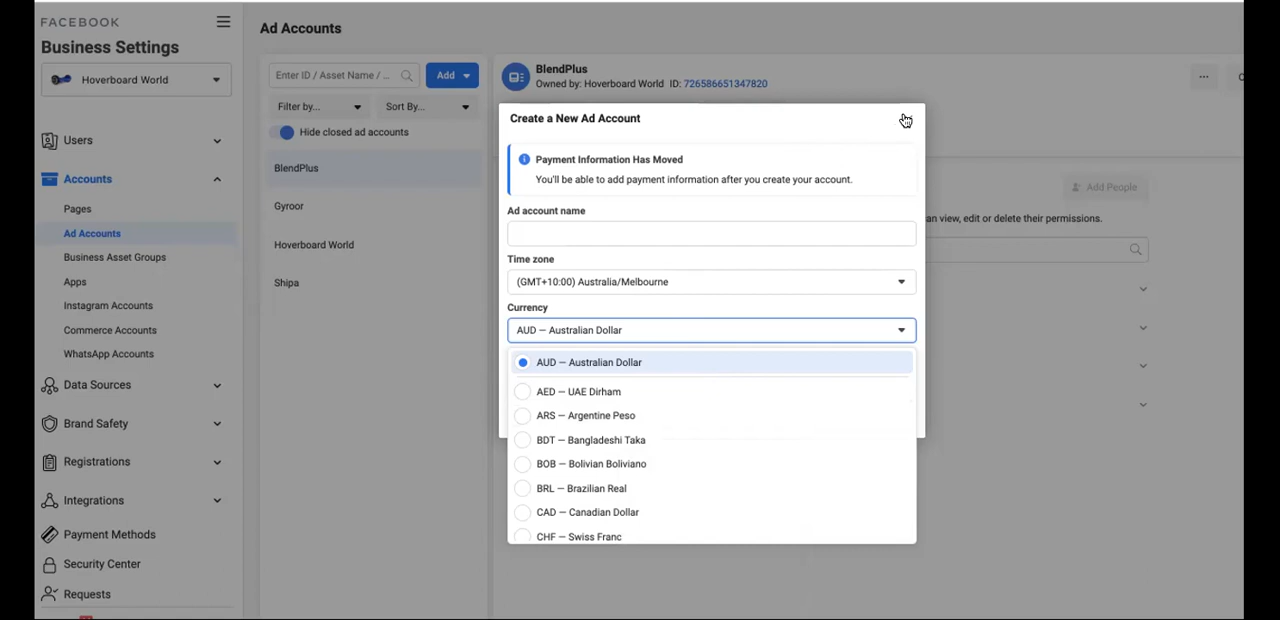 FACEBOOK
Business Settings
Hoverboard World
Users
Accounts
Pages
Ad Accounts
Business Asset Groups
Apps
Instagram Accounts
Commerce Accounts
WhatsApp Accounts
Data Sources
Brand Safety
Registrations
Integrations
Payment Methods
Security Center
Requests
Ad Accounts
Enter ID / Asset Name / ...
Add
Filter by...
Sort By...
Hide closed ad accounts
BlendPlus
Gyroor
Hoverboard World
Shipa
BlendPlus
Owned by: Hoverboard World ID: 726586651347820
...
Add People
an view, edit or delete their permissions.
Create a New Ad Account
Payment Information Has Moved
You'll be able to add payment information after you create your account.
Ad account name
Time zone
(GMT+10:00) Australia/Melbourne
Currency
AUD — Australian Dollar
AUD — Australian Dollar
AED — UAE Dirham
ARS — Argentine Peso
BDT — Bangladeshi Taka
BOB — Bolivian Boliviano
BRL — Brazilian Real
CAD — Canadian Dollar
CHF — Swiss Franc